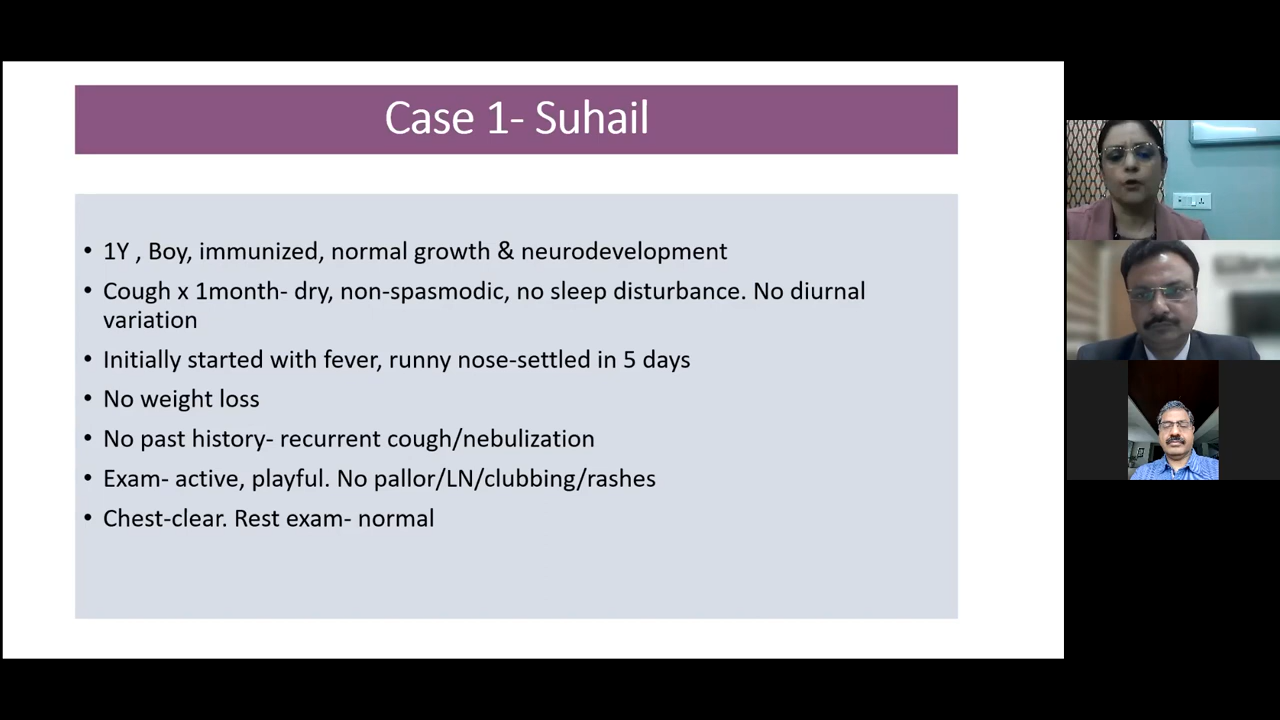 Case 1- Suhail
• 1Y , Boy, immunized, normal growth & neurodevelopment
• Cough x 1month- dry, non-spasmodic, no sleep disturbance. No diurnal
variation
• Initially started with fever, runny nose-settled in 5 days
• No weight loss
• No past history- recurrent cough/nebulization
• Exam- active, playful. No pallor/LN/clubbing/rashes
• Chest-clear. Rest exam- normal